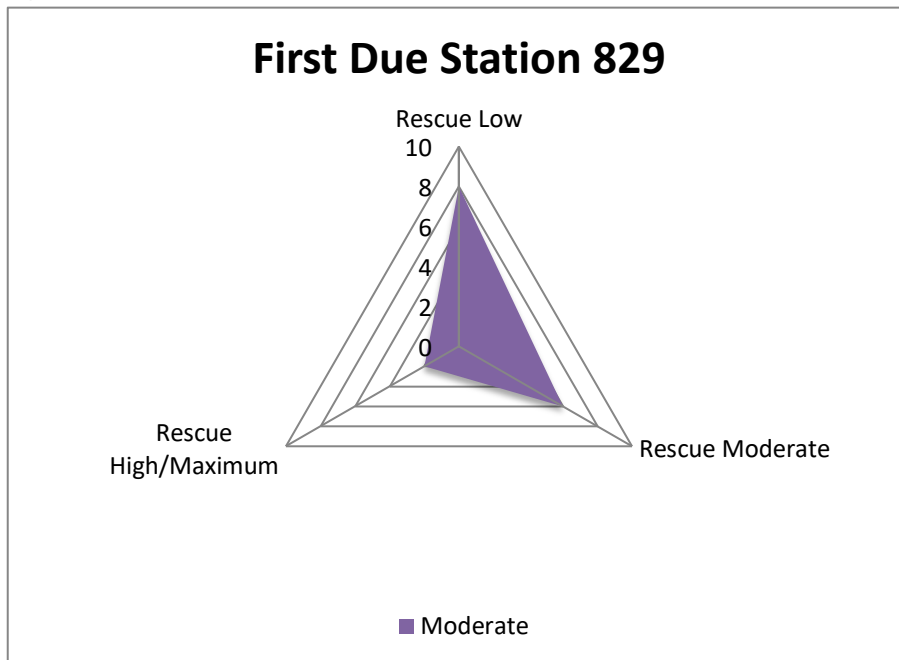 First Due Station 829
Rescue Low
10
8
6
4
2
0
Rescue
High/Maximum
Rescue Moderate
Moderate